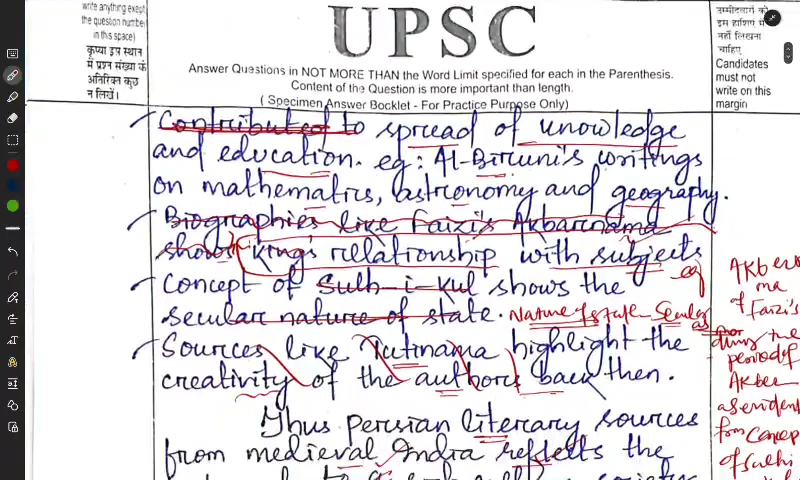 write anything exept
the question number
in this space)
कृप्या इस स्थान
में प्रश्न संख्या के
अतिरिक्त कुछ
न लिखें।
UPSC
Answer Questions in NOT MORE THAN the Word Limit specified for each in the Parenthesis.
Content of the Question is more important than length.
( Specimen Answer Booklet - For Practice Purpose Only)
उम्मीदवारों को
इस हाशिए में
नहीं लिखना
चाहिए
Candidates
must not
write on this
margin
Contributed to spread of knowledge
and education. eg: Al-Biruni's writings
on mathematics, astronomy and geography.
Biographies like Faizi's Akbarnama
shows king's relationship with subjects
Concept of Sulh-i-kul shows the
secular nature of state. Nature of state - Secular
Sources like Tutinama highlight the
creativity of the authors back then.
Thus Persian literary sources
from medieval India reflects the
eg
Akber
ma
of Faizi's
during the
period of
Akber
as evident
from concept
of Sulhi